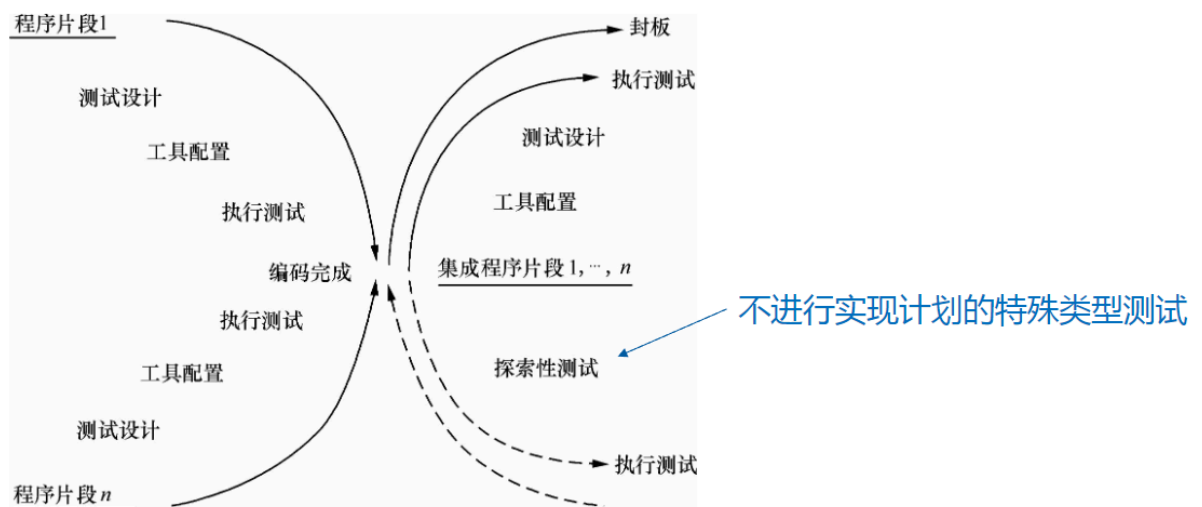 程序片段1
测试设计
工具配置
执行测试
编码完成
执行测试
工具配置
测试设计
程序片段n
封板
执行测试
测试设计
工具配置
集成程序片段1,…,n
探索性测试
执行测试
不进行实现计划的特殊类型测试